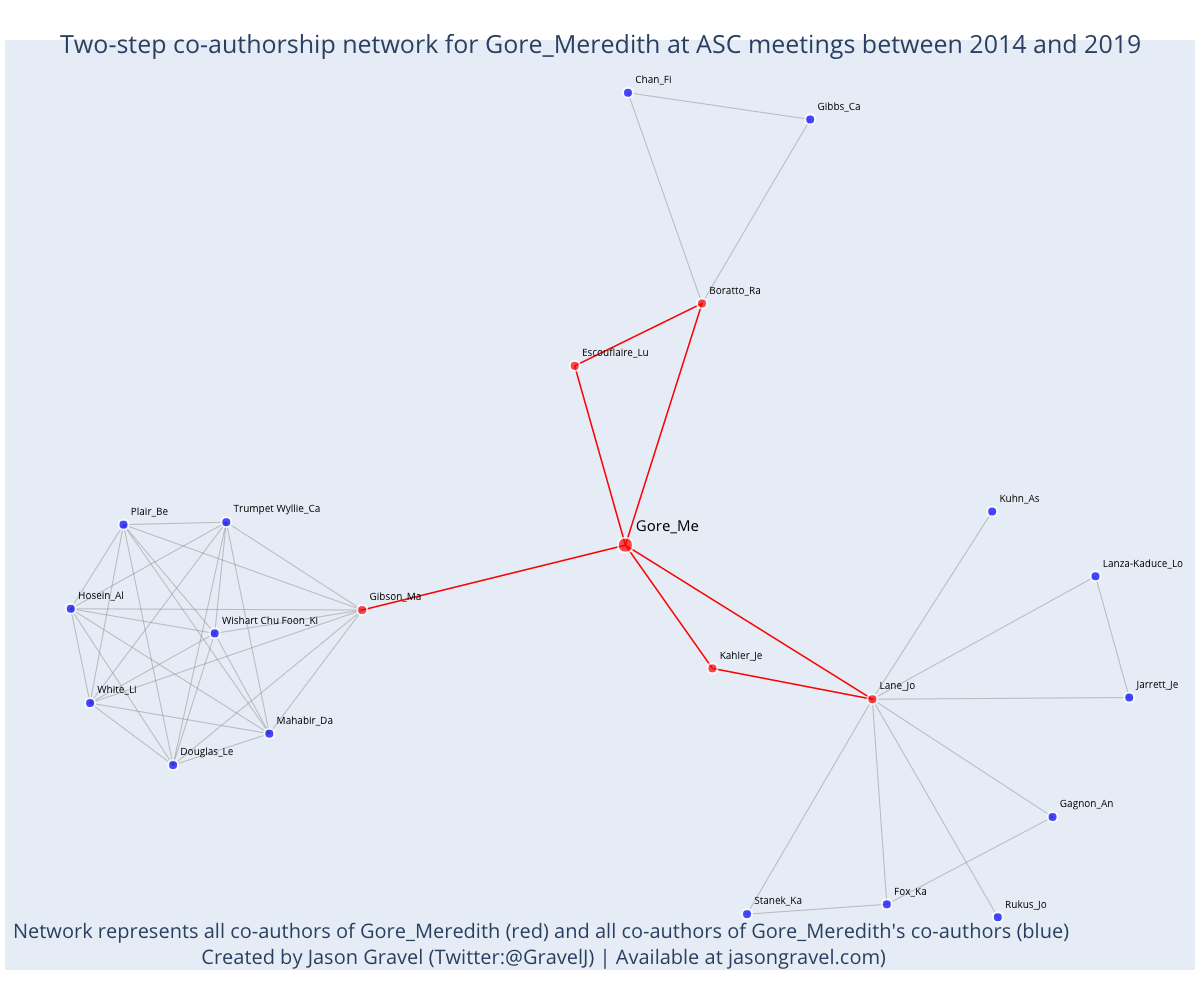 Two-step co-authorship network for Gore_Meredith at ASC meetings between 2014 and 2019
Chan_Fi
Gibbs_Ca
Boratto_Ra
Escouflaire_Lu
Kuhn_As
Trumpet Wyllie_Ca
Plair_Be
Gore_Me
Lanza-Kaduce_Lo
Hosein_Al
Gibson_Ma
Wishart Chu Foon_Ki
Kahler_Je
Lane_Jo
Jarrett_Je
White_Li
Mahabir_Da
Douglas_Le
Gagnon_An
Fox_Ka
Stanek_Ka
Rukus_Jo
Network represents all co-authors of Gore_Meredith (red) and all co-authors of Gore_Meredith's co-authors (blue)
Created by Jason Gravel (Twitter:@GravelJ) | Available at jasongravel.com)